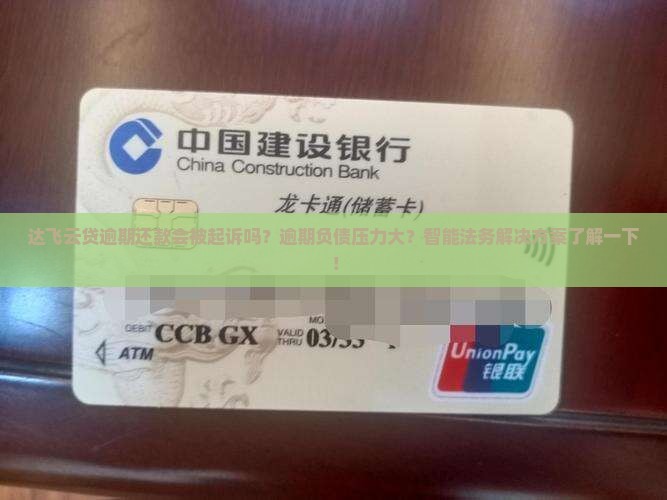 中国建设银行
China Construction Bank
龙卡通(储蓄卡)
达飞云贷逾期还款会被起诉吗？逾期负债压力大？智能法务解决方案了解一下
！
DEBIT CCB GX VALID THRU
ATM
UnionPay
银联